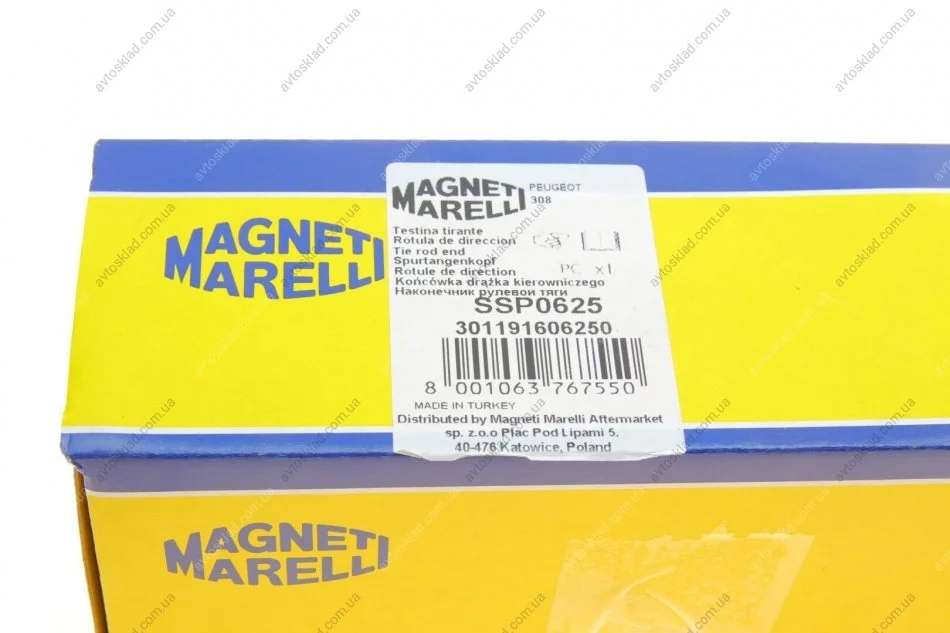 MAGNETI
MARELLI
MAGNETI
MARELLI
PEUGEOT
308
Testina tirante
Rotula de direccion
Tie rod end
Spurtangenkopf
Rotule de direction
Końcówka drążka kierowniczego
Наконечник рулевой тяги
PC x1
SSP0625
301191606250
8 001063 767550
MADE IN TURKEY
Distributed by Magneti Marelli Aftermarket
sp. z.o.o Plac Pod Lipami 5,
40-476 Katowice, Poland
MAGNETI
MARELLI
avtosklad.com.ua